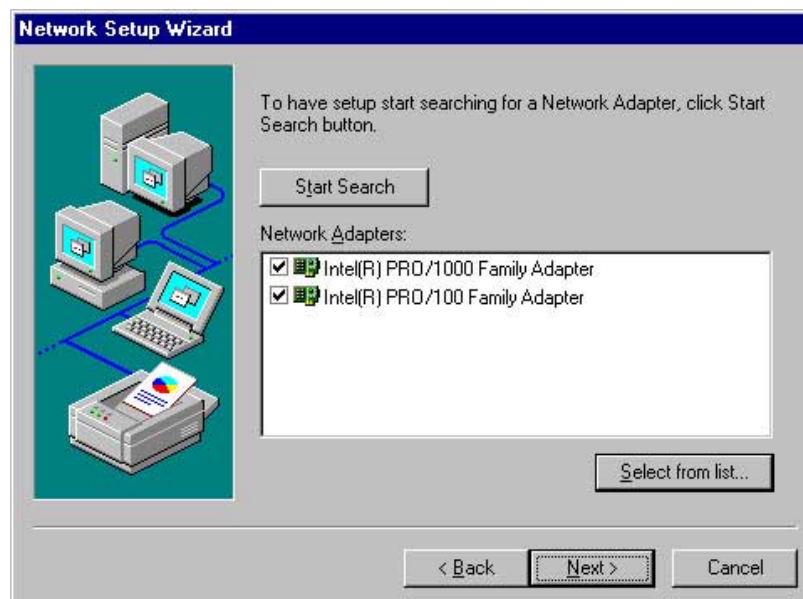 Network Setup Wizard
To have setup start searching for a Network Adapter, click Start
Search button.
Start Search
Network Adapters:
Intel(R) PRO/1000 Family Adapter
Intel(R) PRO/100 Family Adapter
Select from list...
< Back
Next >
Cancel